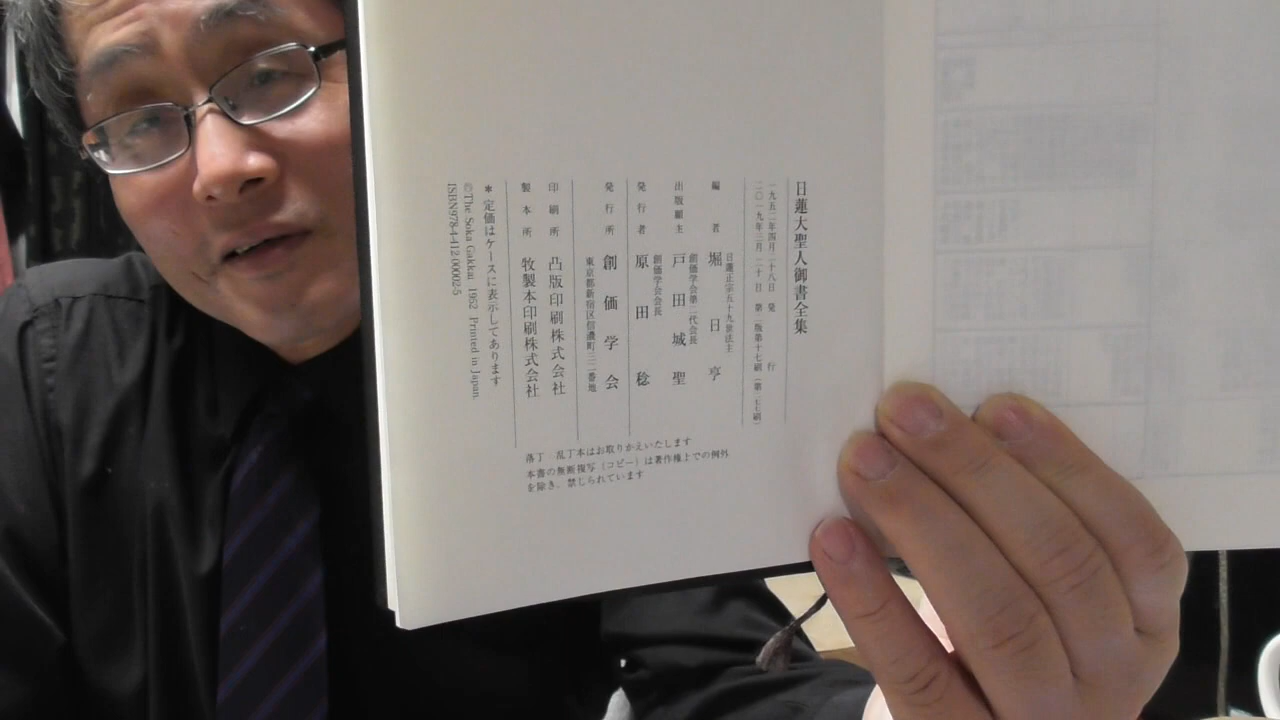 日蓮大聖人御書全集
一九五二年四月二十八日 発 行
二〇一九年三月二十日 第二版第十七刷
編 著 日蓮正宗五十九世法主 堀 日 亨
出版願主 創価学会第二代会長 戸 田 城 聖
発行者 創価学会会長 原 田 稔
発行所 創 価 学 会
東京都新宿区信濃町三二番地
印刷所 凸版印刷株式会社
製本所 牧製本印刷株式会社
＊定価はケースに表示してあります
©The Soka Gakkai 1952 Printed in Japan
ISBN978-4-412-00002-5
落丁 乱丁本はお取りかえいたします
本書の無断複写（コピー）は著作権上での例外
を除き、禁じられています